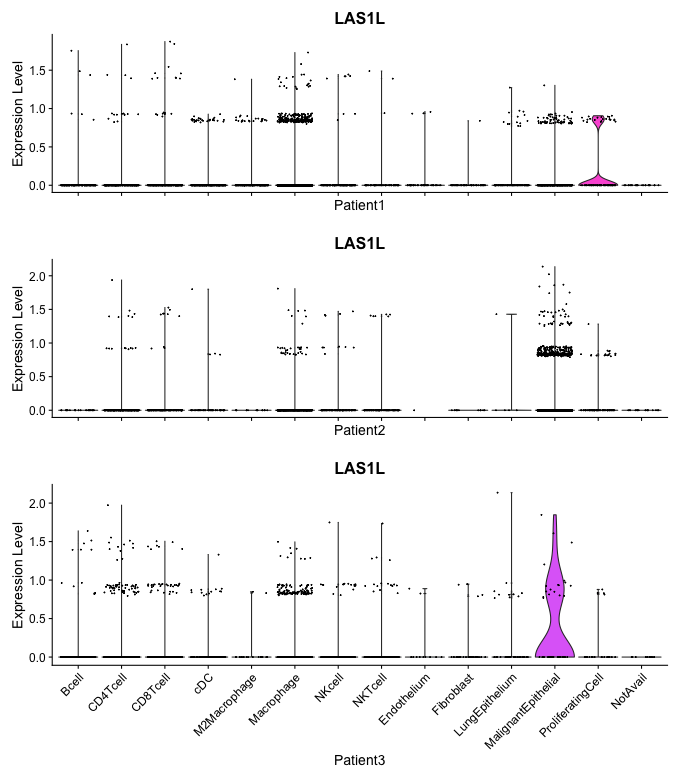 LAS1L
Expression Level
1.5
1.0
0.5
0.0
Patient1
LAS1L
Expression Level
2.0
1.5
1.0
0.5
0.0
Patient2
LAS1L
Expression Level
2.0
1.5
1.0
0.5
0.0
Bcell
CD4Tcell
CD8Tcell
cDC
M2Macrophage
Macrophage
NKcell
NKTcell
Endothelium
Fibroblast
LungEpithelium
MalignantEpithelial
ProliferatingCell
NotAvail
Patient3